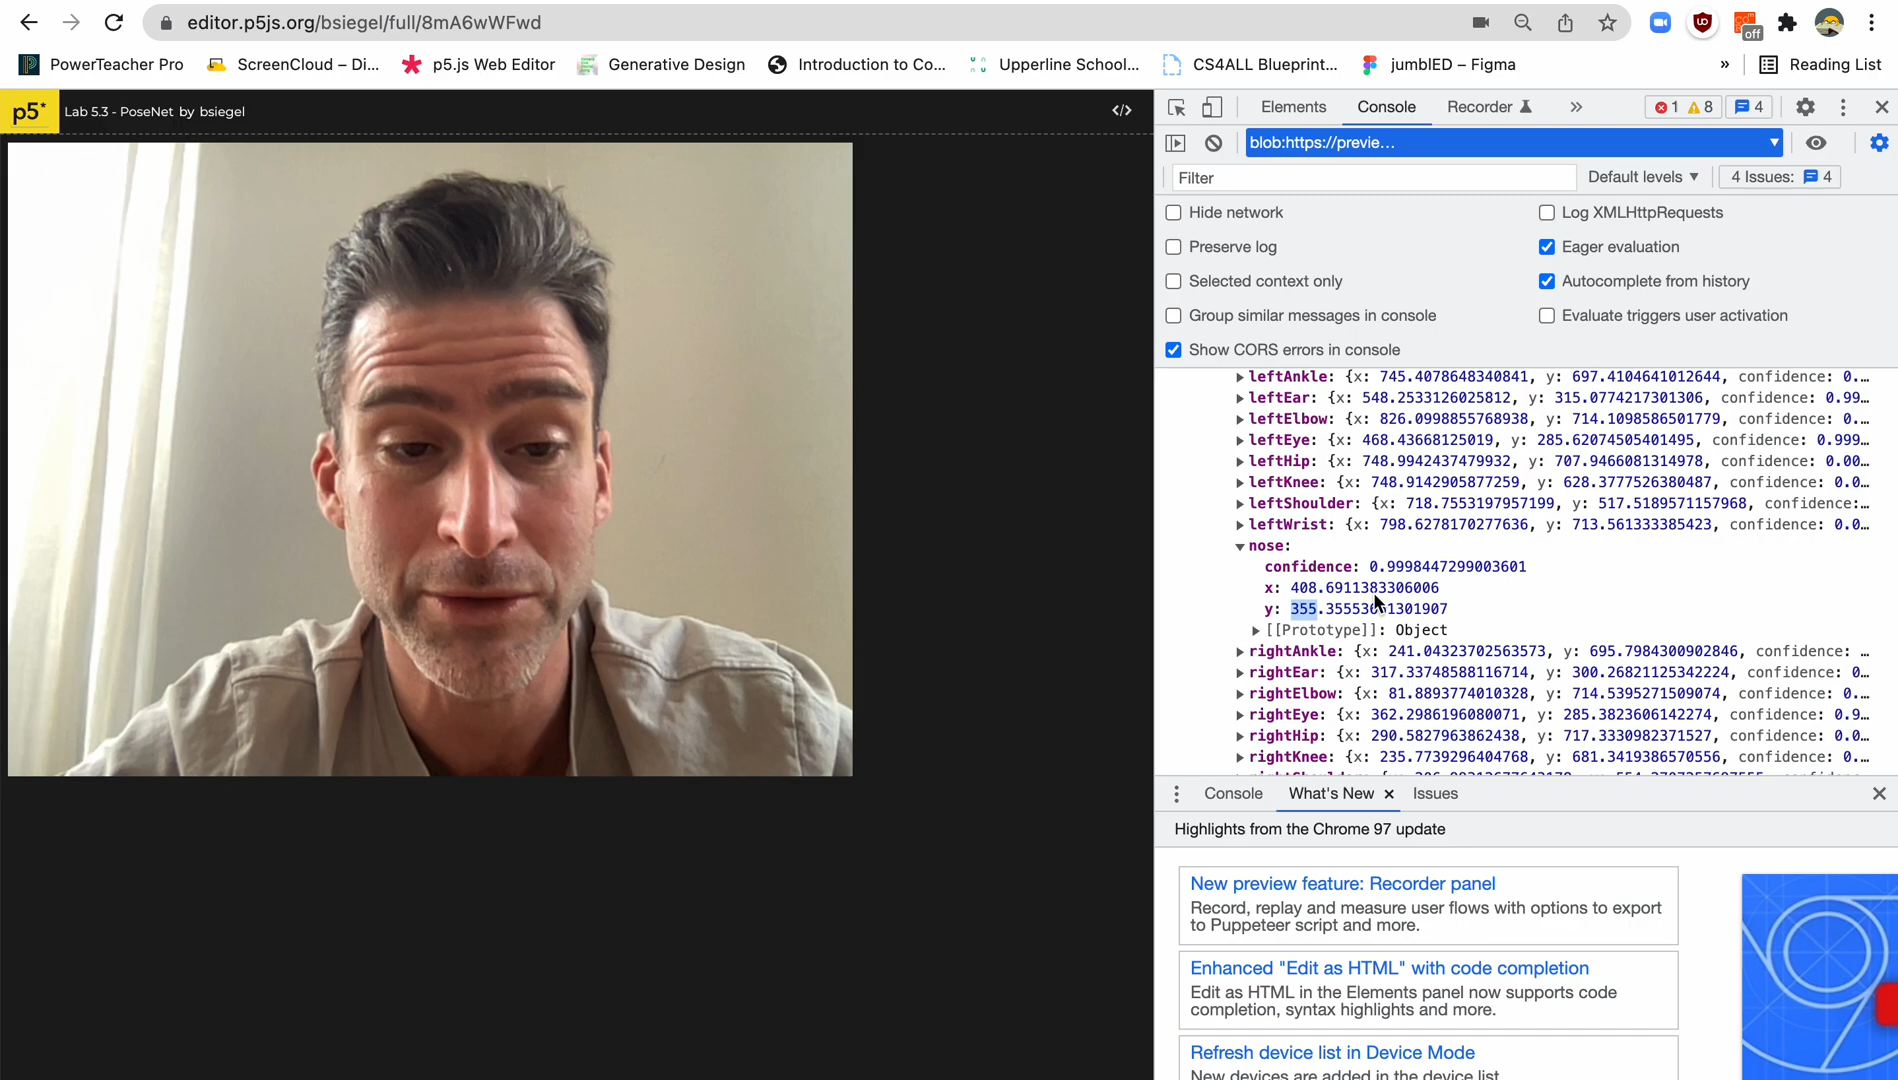 editor.p5js.org/bsiegel/full/8mA6wWFwd
off
PowerTeacher Pro
ScreenCloud – Di...
p5.js Web Editor
Generative Design
Introduction to Co...
Upperline School...
CS4ALL Blueprint...
jumblED – Figma
»
Reading List
p5* Lab 5.3 - PoseNet by bsiegel
</>
Elements
Console
Recorder
»
1
8
4
blob:https://previe...
Filter
Default levels ▼
4 Issues: 4
Hide network
Log XMLHttpRequests
Preserve log
Eager evaluation
Selected context only
Autocomplete from history
Group similar messages in console
Evaluate triggers user activation
Show CORS errors in console
leftAnkle: {x: 745.4078648340841, y: 697.4104641012644, confidence: 0.…
leftEar: {x: 548.2533126025812, y: 315.0774217301306, confidence: 0.99…
leftElbow: {x: 826.0998855768938, y: 714.1098586501779, confidence: 0.…
leftEye: {x: 468.43668125019, y: 285.62074505401495, confidence: 0.999…
leftHip: {x: 748.9942437479932, y: 707.9466081314978, confidence: 0.00…
leftKnee: {x: 748.9142905877259, y: 628.3777526380487, confidence: 0.0…
leftShoulder: {x: 718.7553197957199, y: 517.5189571157968, confidence:…
leftWrist: {x: 798.6278170277636, y: 713.561333385423, confidence: 0.0…
nose:
confidence: 0.9998447299003601
x: 408.6911383306006
y:
[[Prototype]]: Object
rightAnkle: {x: 241.04323702563573, y: 695.7984300902846, confidence: …
rightEar: {x: 317.33748588116714, y: 300.26821125342224, confidence: 0…
rightElbow: {x: 81.8893774010328, y: 714.5395271509074, confidence: 0.…
rightEye: {x: 362.2986196080071, y: 285.3823606142274, confidence: 0.9…
rightHip: {x: 290.5827963862438, y: 717.3330982371527, confidence: 0.0…
rightKnee: {x: 235.7739296404768, y: 681.3419386570556, confidence: 0.…
Console
What's New ×
Issues
Highlights from the Chrome 97 update
New preview feature: Recorder panel
Record, replay and measure user flows with options to export
to Puppeteer script and more.
Enhanced "Edit as HTML" with code completion
Edit as HTML in the Elements panel now supports code
completion, syntax highlights and more.
Refresh device list in Device Mode
New devices are added in the device list